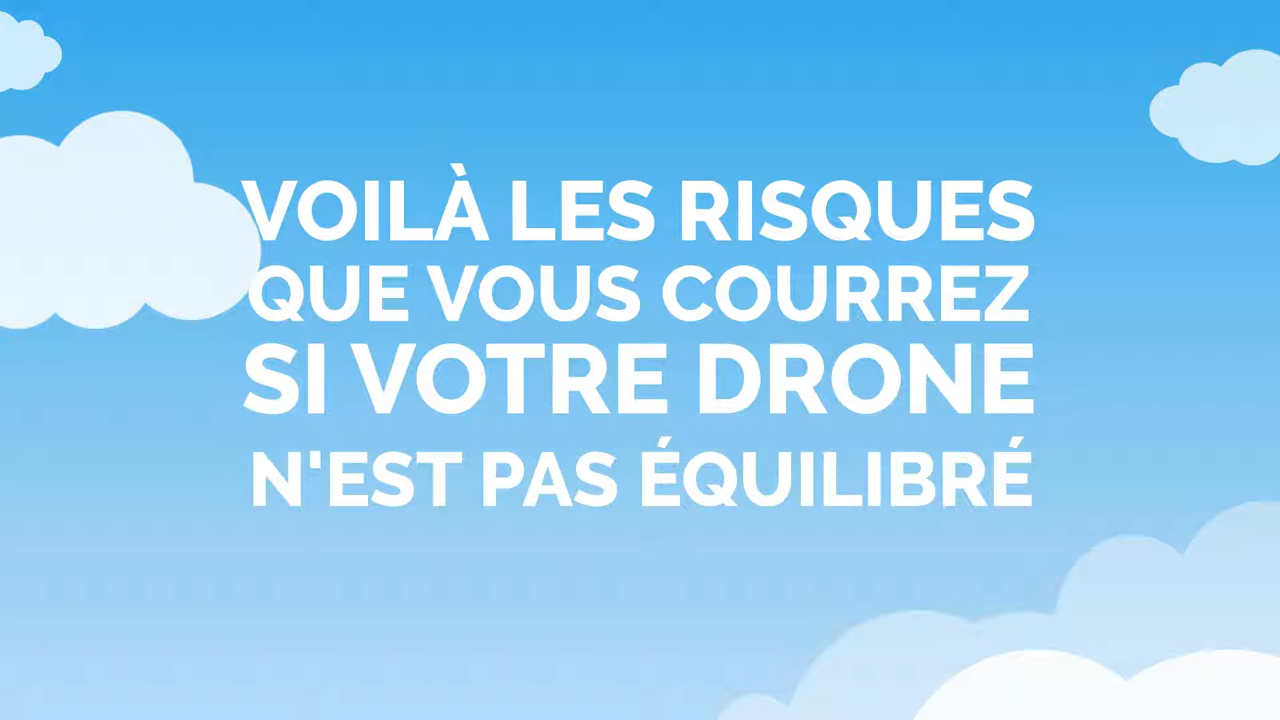 VOILÀ LES RISQUES
QUE VOUS COURREZ
SI VOTRE DRONE
N'EST PAS ÉQUILIBRÉ